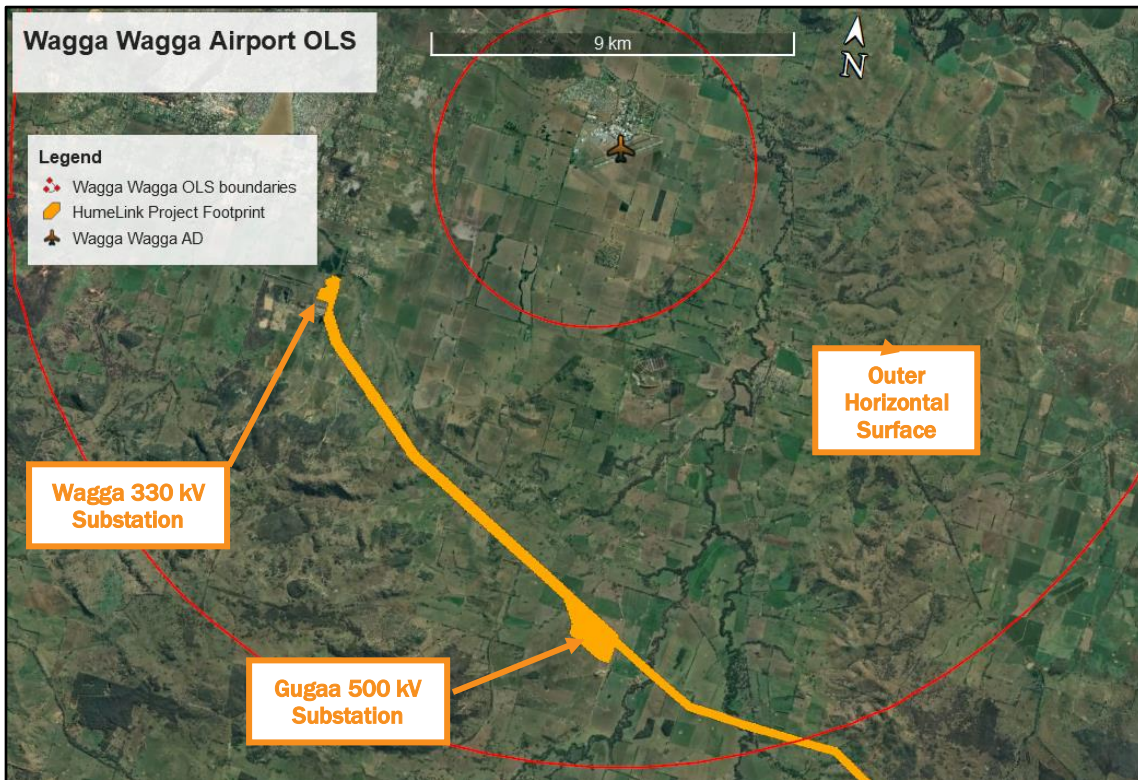 Wagga Wagga Airport OLS
9 km
N
Legend
Wagga Wagga OLS boundaries
HumeLink Project Footprint
Wagga Wagga AD
Outer
Horizontal
Surface
Wagga 330 kV
Substation
Gugaa 500 kV
Substation